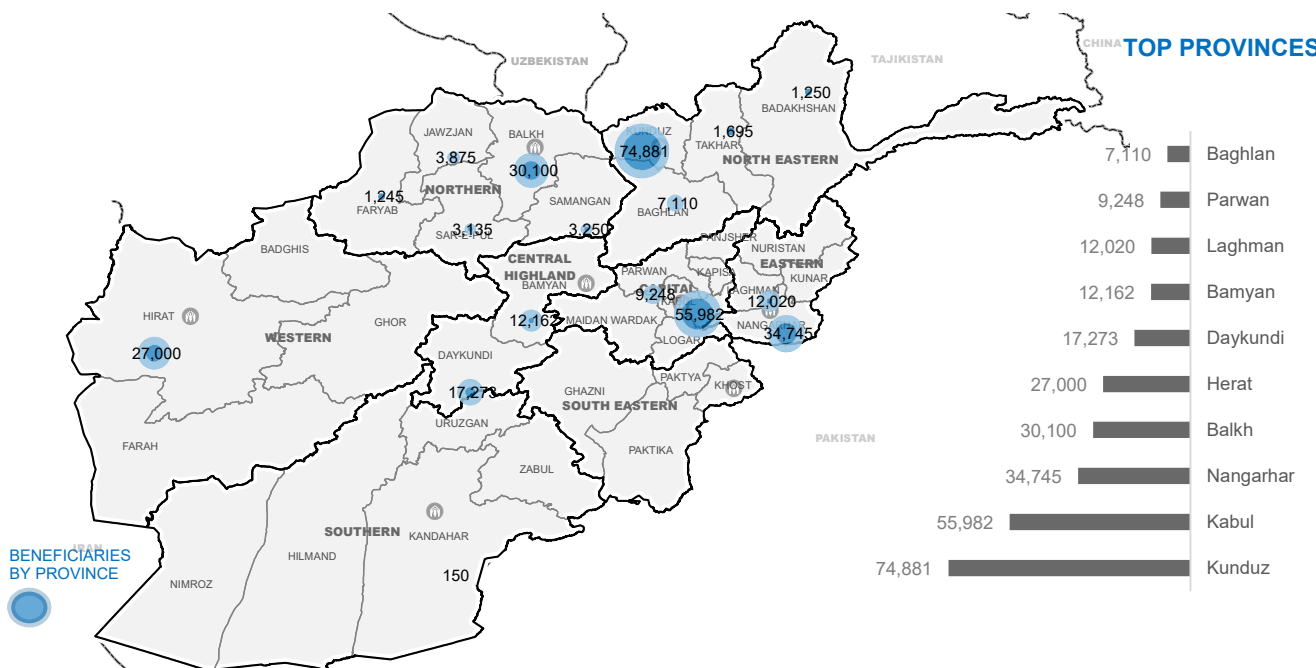 TOP PROVINCES
CHINA
TAJIKISTAN
UZBEKISTAN
1,250
BADAKHSHAN
JAWZJAN
BALKH
KUNDUZ
1,695
TAKHAR
74,881
NORTH EASTERN
3,875
30,100
NORTHERN
1,245
FARYAB
SAMANGAN
7,110
BAGHLAN
3,135
SAR-E-PUL
3,250
BADGHIS
PANJSHER
NURISTAN
EASTERN
CENTRAL
HIGHLAND
BAMYAN
PARWAN
KAPISA
KUNAR
CAPITAL
9,248
LAGHMAN
12,020
HIRAT
12,162
MAIDAN WARDAK
55,982
NANGARHAR
34,745
GHOR
WESTERN
LOGAR
27,000
DAYKUNDI
PAKTYA
KHOST
17,273
GHAZNI
SOUTH EASTERN
URUZGAN
FARAH
PAKISTAN
PAKTIKA
ZABUL
SOUTHERN
KANDAHAR
HILMAND
IRAN
NIMROZ
150
BENEFICIARIES
BY PROVINCE
7,110 Baghlan
9,248 Parwan
12,020 Laghman
12,162 Bamyan
17,273 Daykundi
27,000 Herat
30,100 Balkh
34,745 Nangarhar
55,982 Kabul
74,881 Kunduz